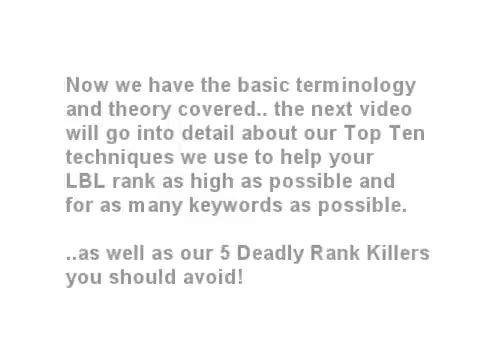 Now we have the basic terminology
and theory covered.. the next video
will go into detail about our Top Ten
techniques we use to help your
LBL rank as high as possible and
for as many keywords as possible.
..as well as our 5 Deadly Rank Killers
you should avoid!